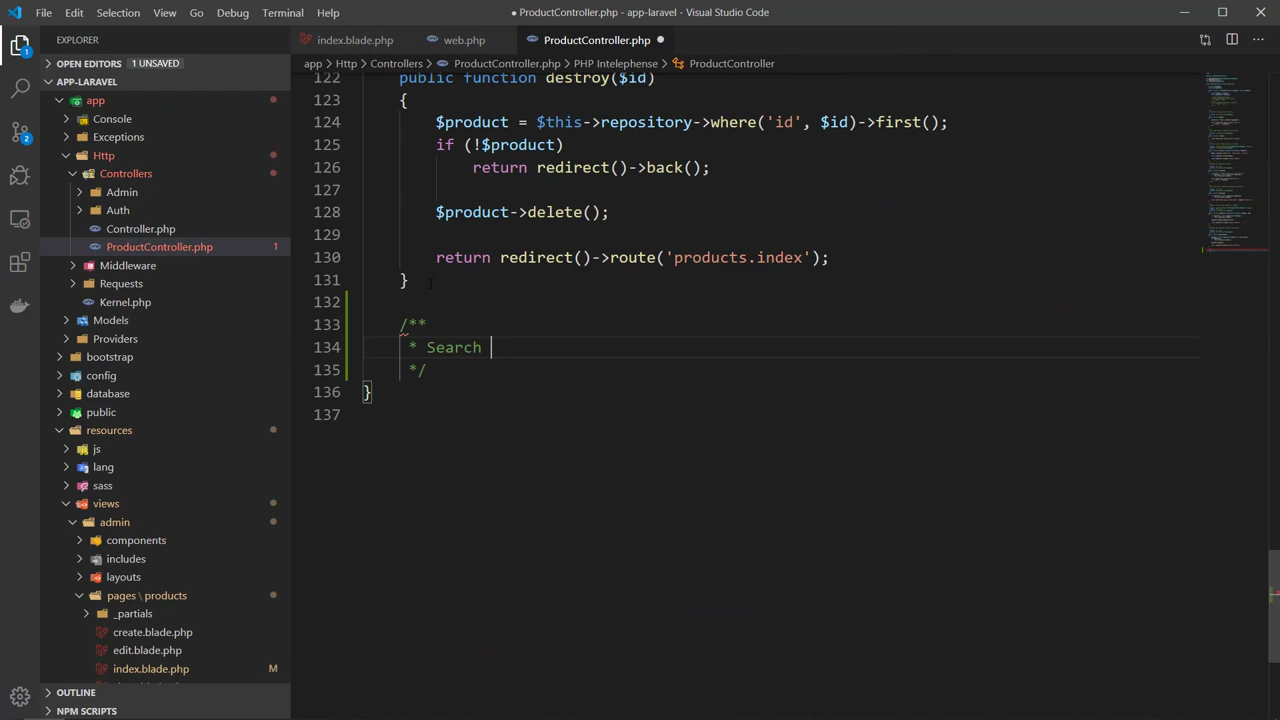 File Edit Selection View Go Debug Terminal Help
● ProductController.php - app-laravel - Visual Studio Code
EXPLORER
index.blade.php
web.php
ProductController.php
OPEN EDITORS 1 UNSAVED
app > Http > Controllers > ProductController.php > PHP Intelephense > ProductController
APP-LARAVEL
app
Console
Exceptions
Http
Controllers
Admin
Auth
Controller.php
ProductController.php 1
Middleware
Requests
Kernel.php
Models
Providers
bootstrap
config
database
public
resources
js
lang
sass
views
admin
components
includes
layouts
pages \ products
_partials
create.blade.php
edit.blade.php
index.blade.php M
OUTLINE
NPM SCRIPTS
1
2
122 public function destroy($id)
123 {
124 $product = $this->repository->where('id', $id)->first();
125 if (!$product)
126 return redirect()->back();
127
128 $product->delete();
129
130 return redirect()->route('products.index');
131 }
132
133 /**
134 * Search
135 */
136 }
137